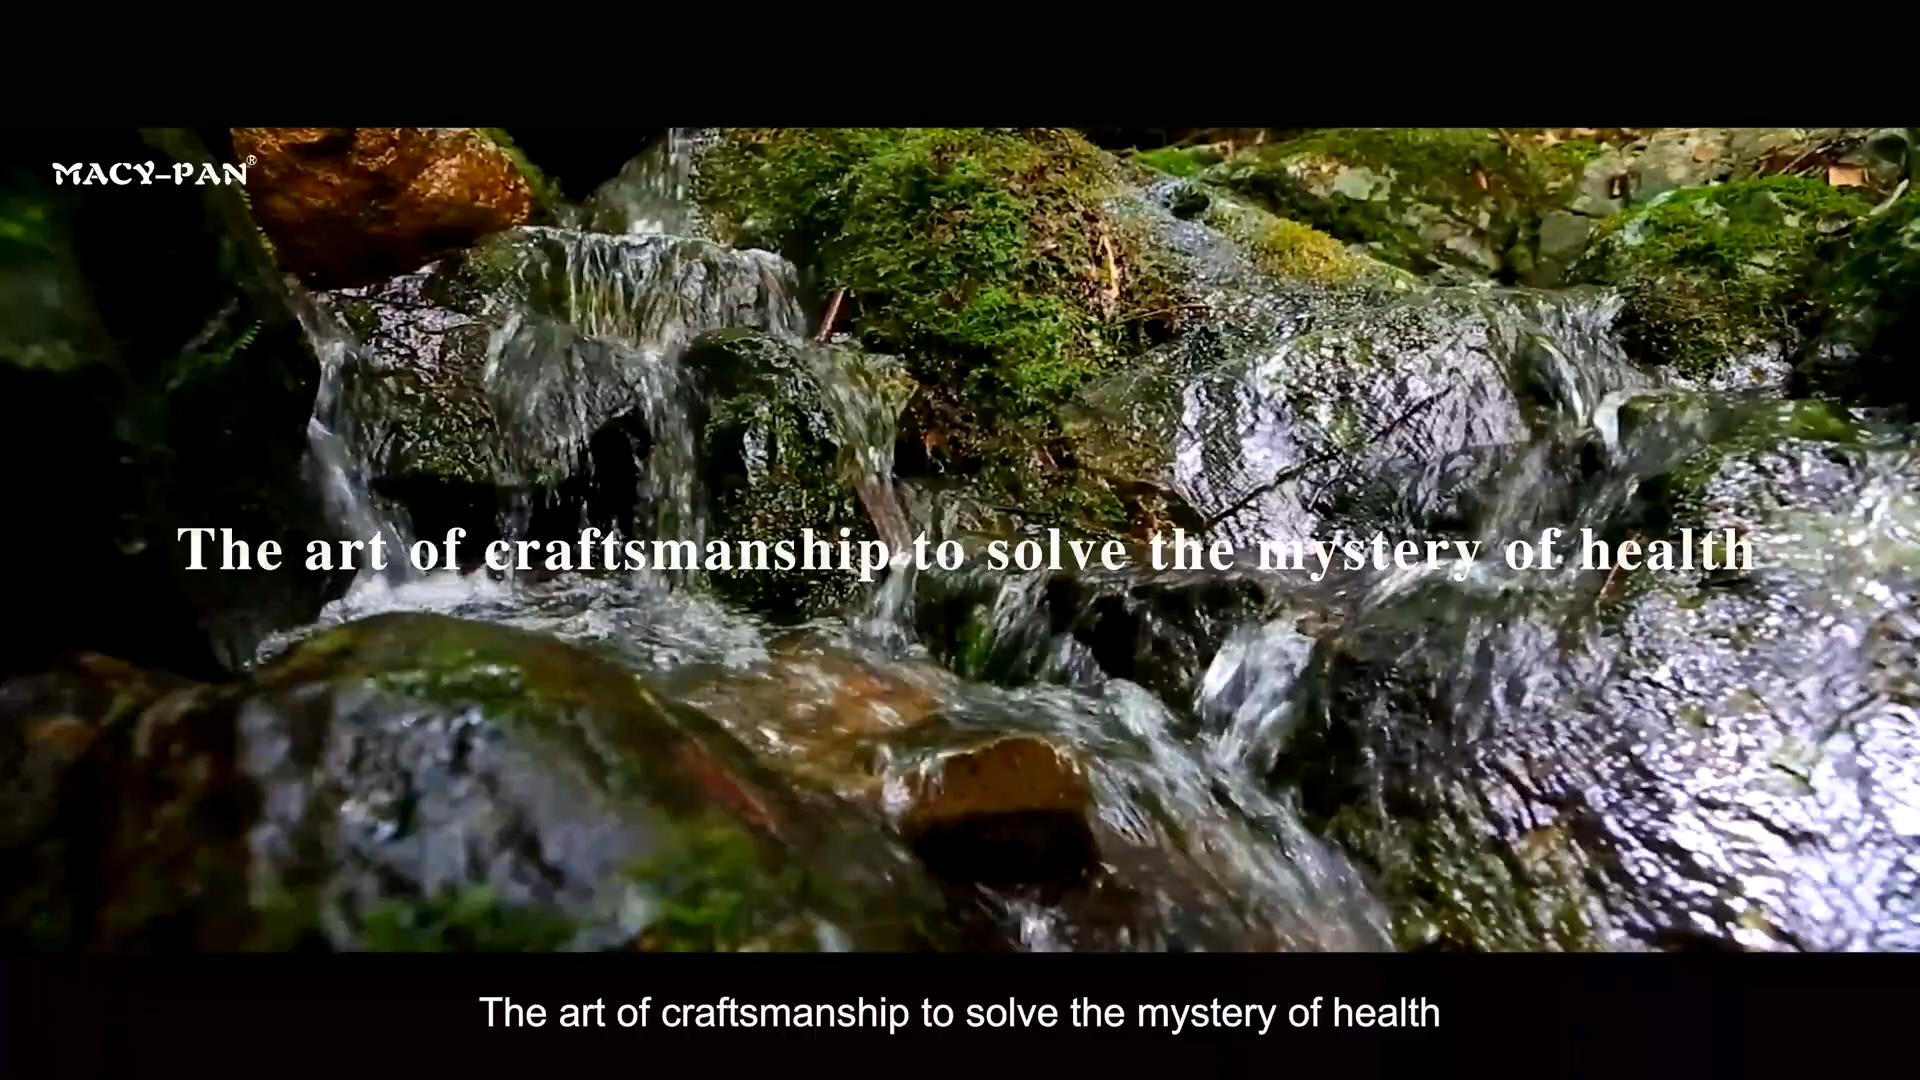 MACY-PAN®
The art of craftsmanship to solve the mystery of health
The art of craftsmanship to solve the mystery of health